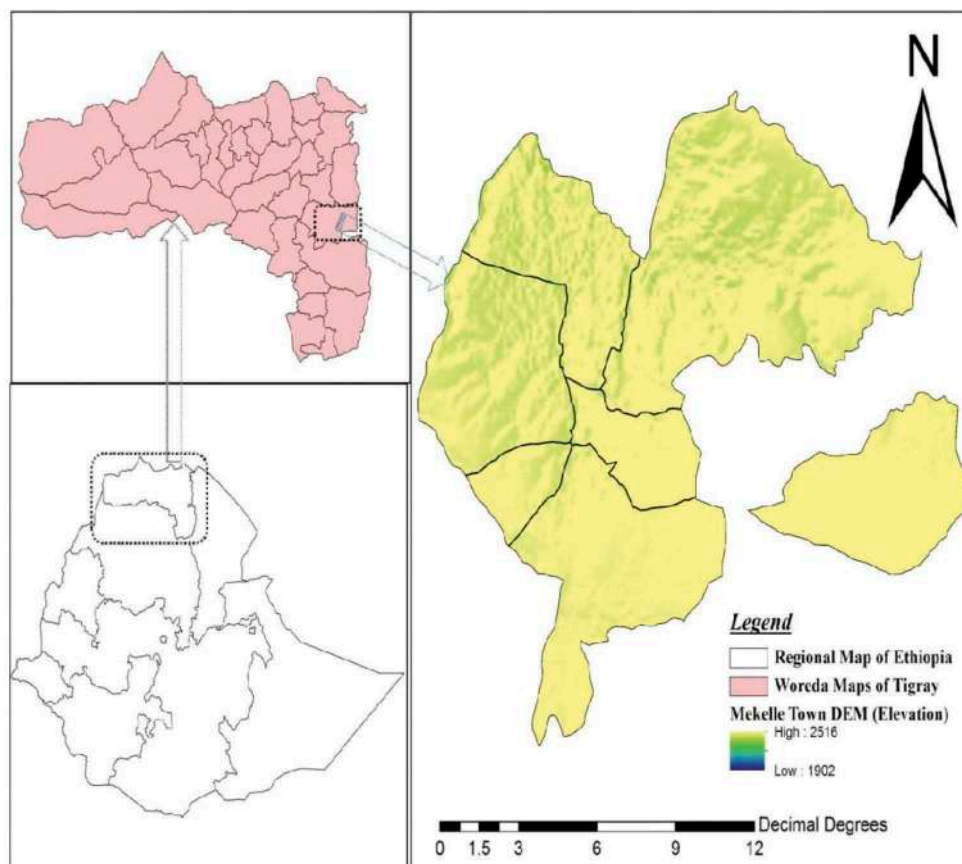 N
Legend
Regional Map of Ethiopia
Woreda Maps of Tigray
Mekelle Town DEM (Elevation)
High : 2516
Low : 1902
Decimal Degrees
0 1.5 3 6 9 12